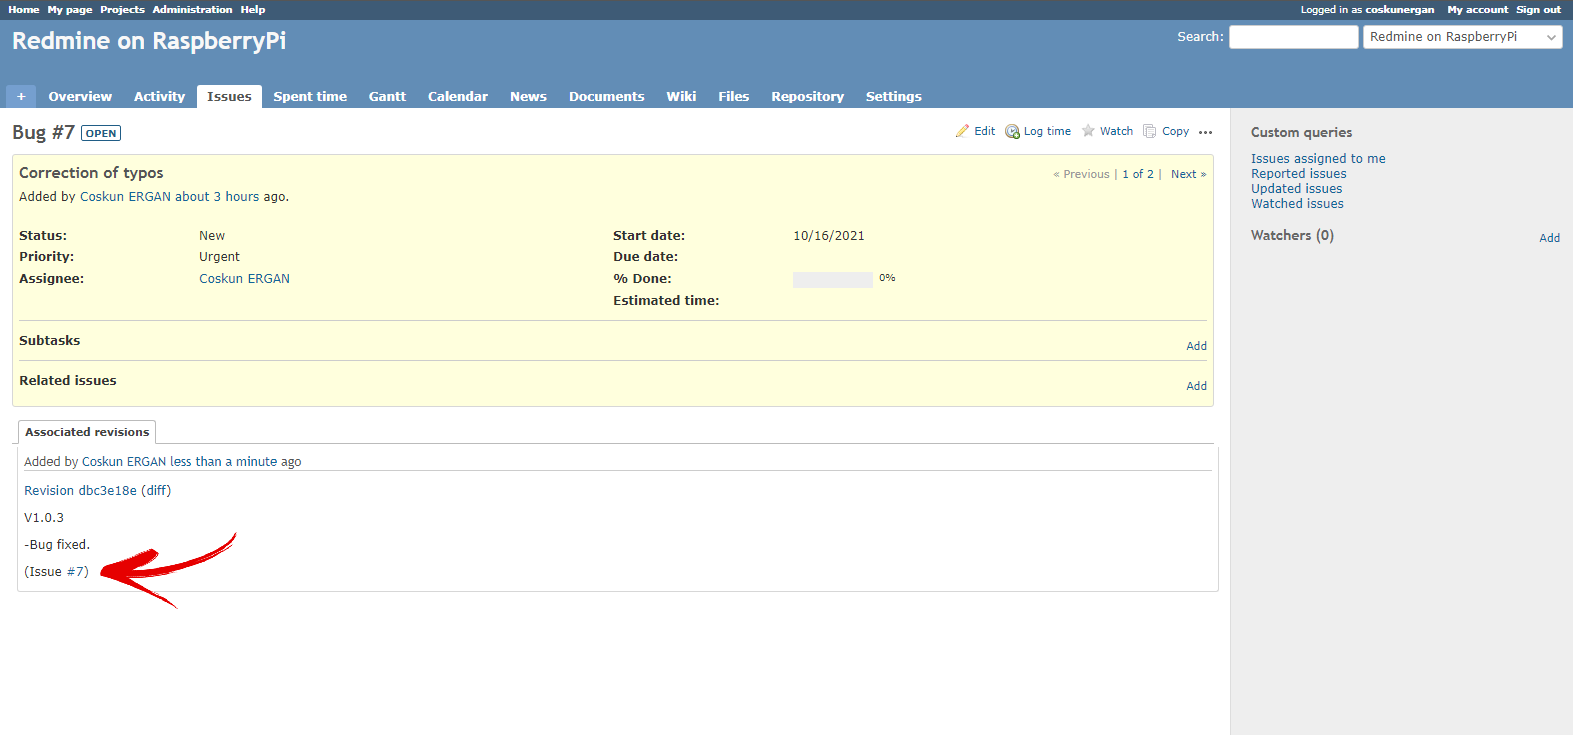 Home My page Projects Administration Help Logged in as coskunergan My account Sign out
Redmine on RaspberryPi Search: Redmine on RaspberryPi
+ Overview Activity Issues Spent time Gantt Calendar News Documents Wiki Files Repository Settings
Bug #7 OPEN Edit Log time Watch Copy ...
Correction of typos « Previous | 1 of 2 | Next »
Added by Coskun ERGAN about 3 hours ago.
Status: New Start date: 10/16/2021
Priority: Urgent Due date:
Assignee: Coskun ERGAN % Done: 0%
Estimated time:
Subtasks Add
Related issues Add
Associated revisions
Added by Coskun ERGAN less than a minute ago
Revision dbc3e18e (diff)
V1.0.3
-Bug fixed.
(Issue #7)
Custom queries
Issues assigned to me
Reported issues
Updated issues
Watched issues
Watchers (0) Add